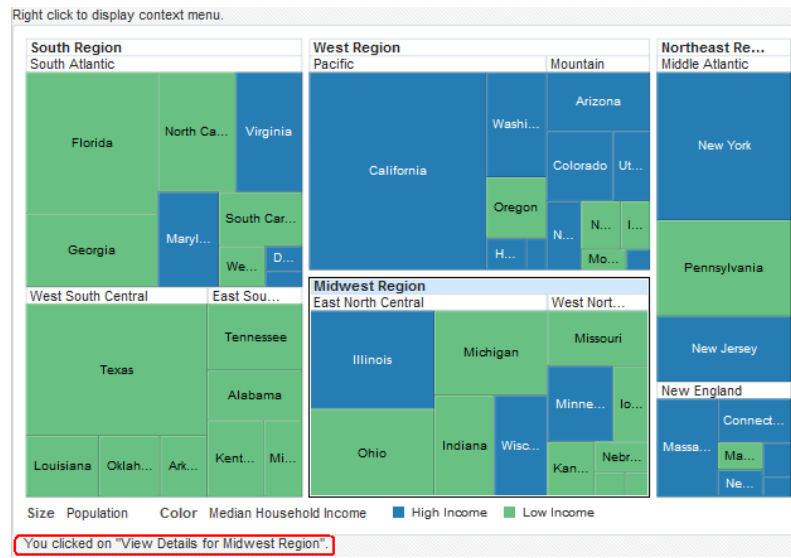 Right click to display context menu.
South Region
South Atlantic
Florida
North Ca...
Virginia
Georgia
Maryl...
South Car...
We...
D...
West South Central
East Sou...
Texas
Tennessee
Alabama
Louisiana
Oklah...
Ark...
Kent...
Mi...
West Region
Pacific
Mountain
California
Washi...
Oregon
H...
Arizona
Colorado
Ut...
N...
N...
I...
Mo...
Midwest Region
East North Central
West Nort...
Illinois
Michigan
Ohio
Indiana
Wisc...
Missouri
Minne...
Io...
Kan...
Nebr...
Northeast Re...
Middle Atlantic
New York
Pennsylvania
New Jersey
New England
Massa...
Connect...
Ma...
Ne...
Size Population Color Median Household Income High Income Low Income
You clicked on "View Details for Midwest Region".